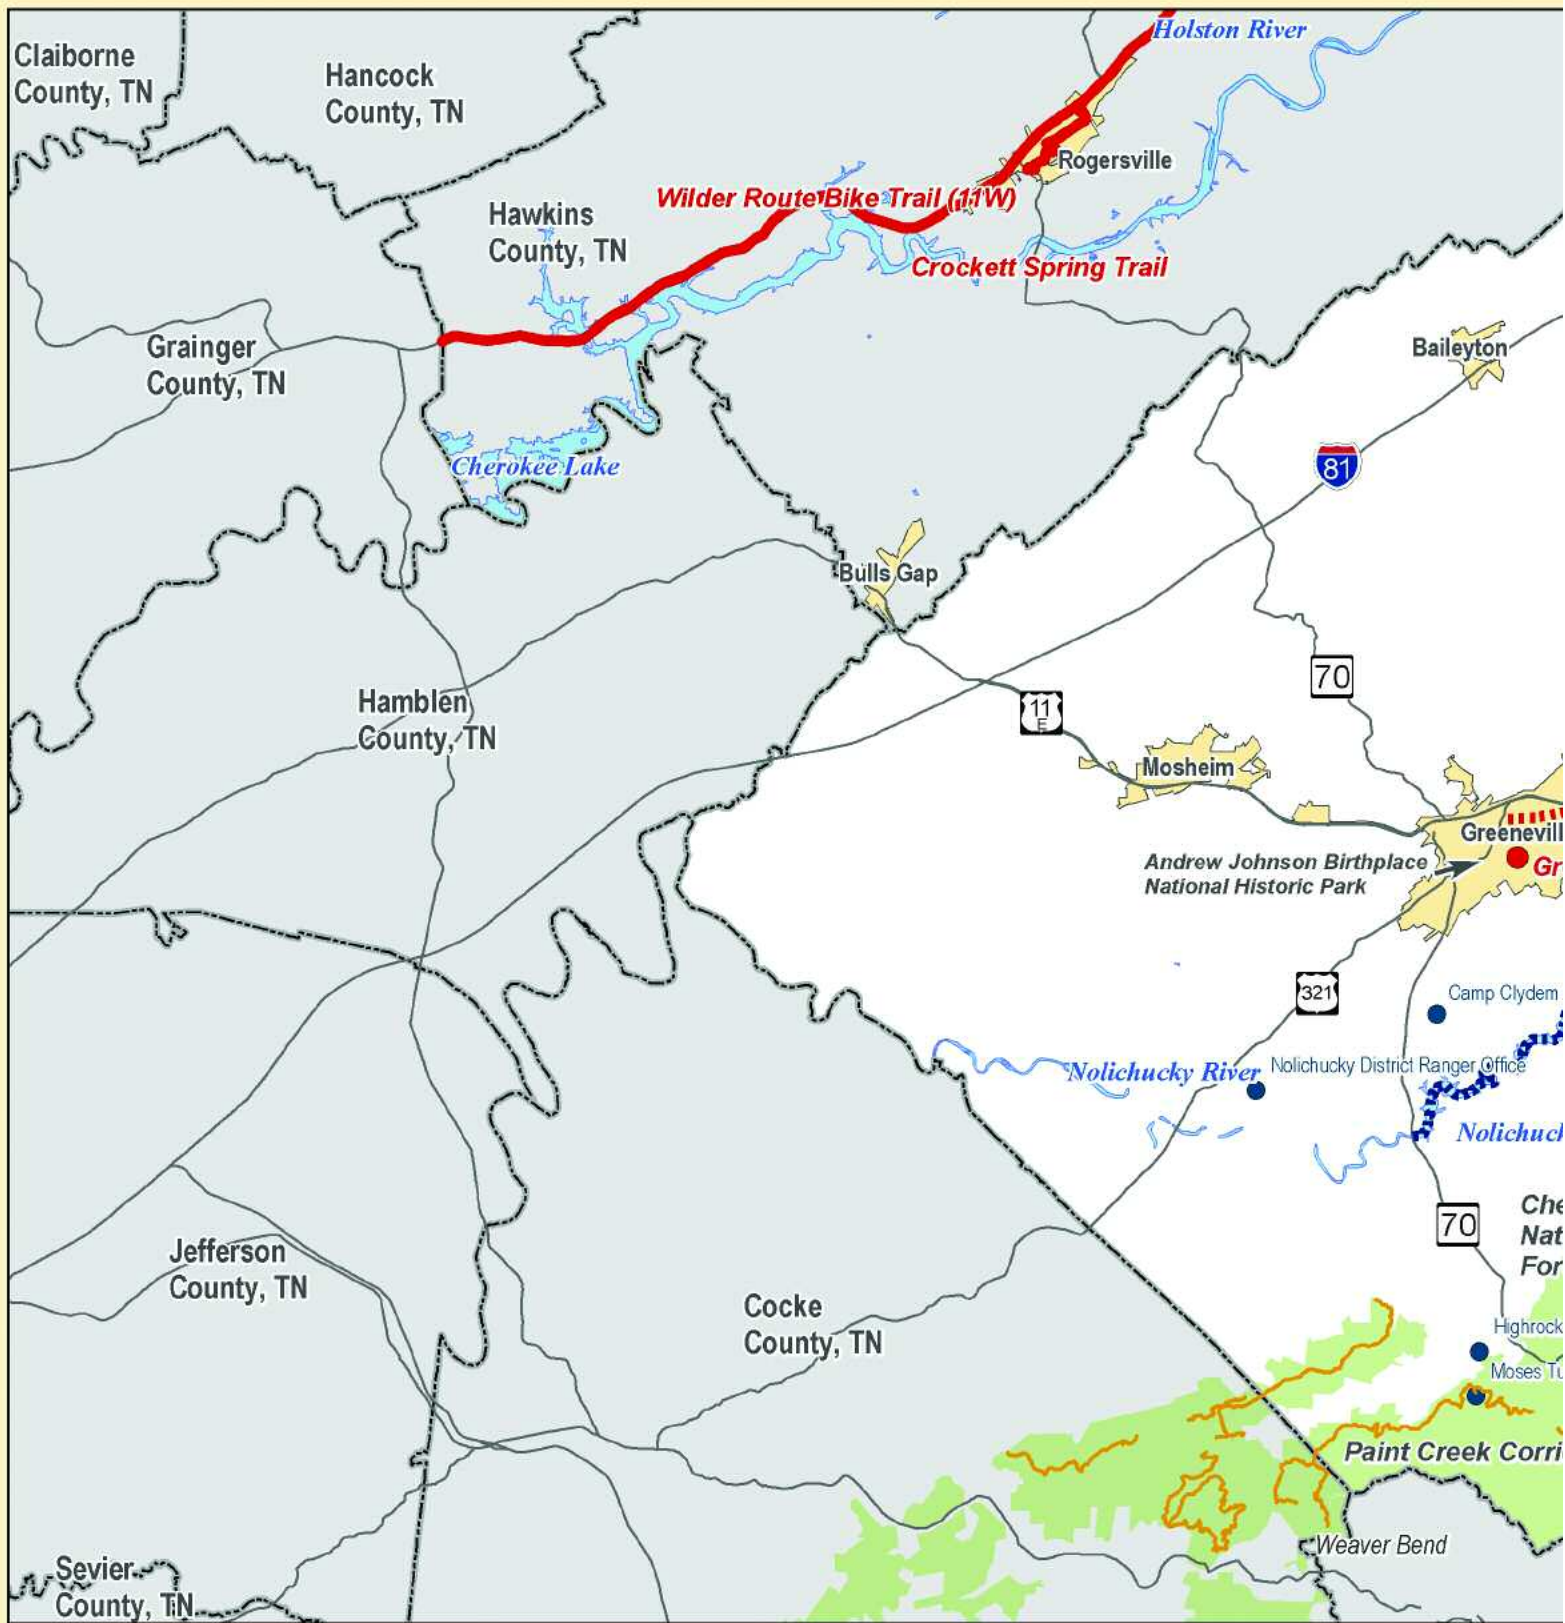 Holston River
Claiborne
County, TN
Hancock
County, TN
Rogersville
Wilder Route Bike Trail (11W)
Hawkins
County, TN
Crockett Spring Trail
Grainger
County, TN
Baileyton
81
Cherokee Lake
Bulls Gap
70
Hamblen
County, TN
11
E
Mosheim
Greenevill
Andrew Johnson Birthplace
National Historic Park
Gr
321
Camp Clydem
Nolichucky River
Nolichucky District Ranger Office
Nolichuck
70
Che
Nat
For
Jefferson
County, TN
Cocke
County, TN
Highrock
Moses Tu
Paint Creek Corri
Weaver Bend
Sevier
County, TN